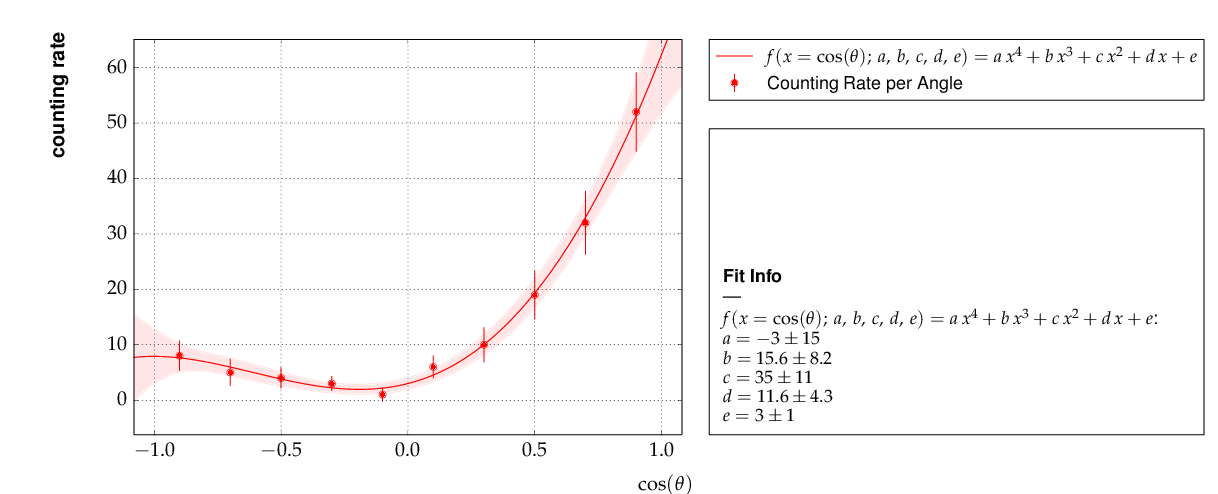 counting rate
60
50
40
30
20
10
0
−1.0 −0.5 0.0 0.5 1.0
cos(θ)
f(x = cos(θ); a, b, c, d, e) = a x⁴ + b x³ + c x² + d x + e
Counting Rate per Angle
Fit Info
—
f(x = cos(θ); a, b, c, d, e) = a x⁴ + b x³ + c x² + d x + e:
a = −3 ± 15
b = 15.6 ± 8.2
c = 35 ± 11
d = 11.6 ± 4.3
e = 3 ± 1